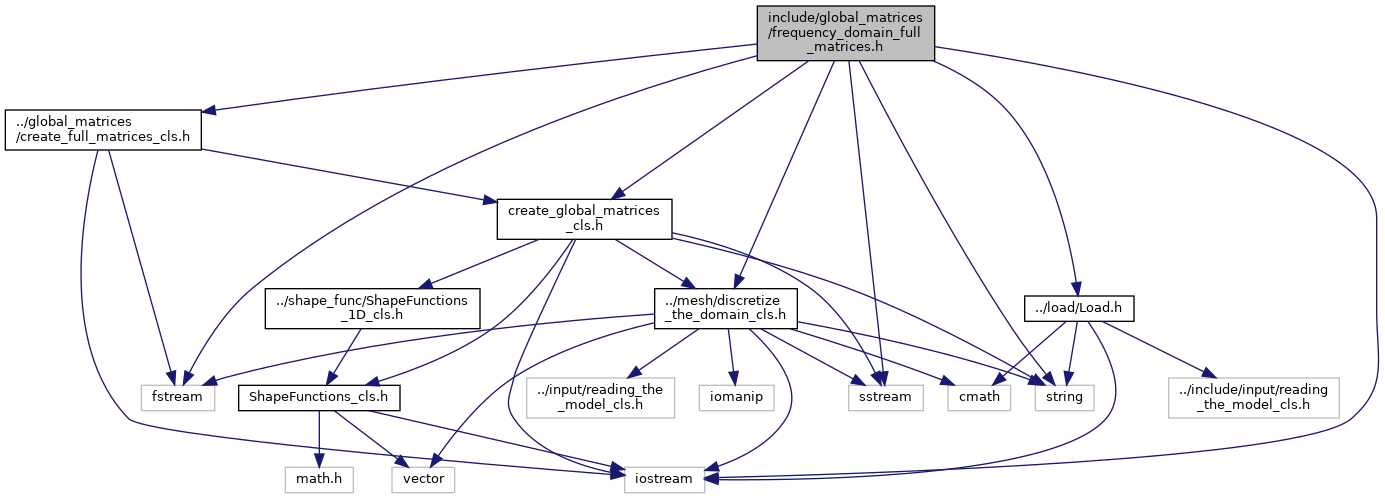 include/global_matrices
/frequency_domain_full
_matrices.h
../global_matrices
/create_full_matrices_cls.h
create_global_matrices
_cls.h
../shape_func/ShapeFunctions
_1D_cls.h
../mesh/discretize
_the_domain_cls.h
../load/Load.h
fstream
ShapeFunctions_cls.h
../input/reading_the
_model_cls.h
iomanip
sstream
cmath
string
../include/input/reading
_the_model_cls.h
math.h
vector
iostream